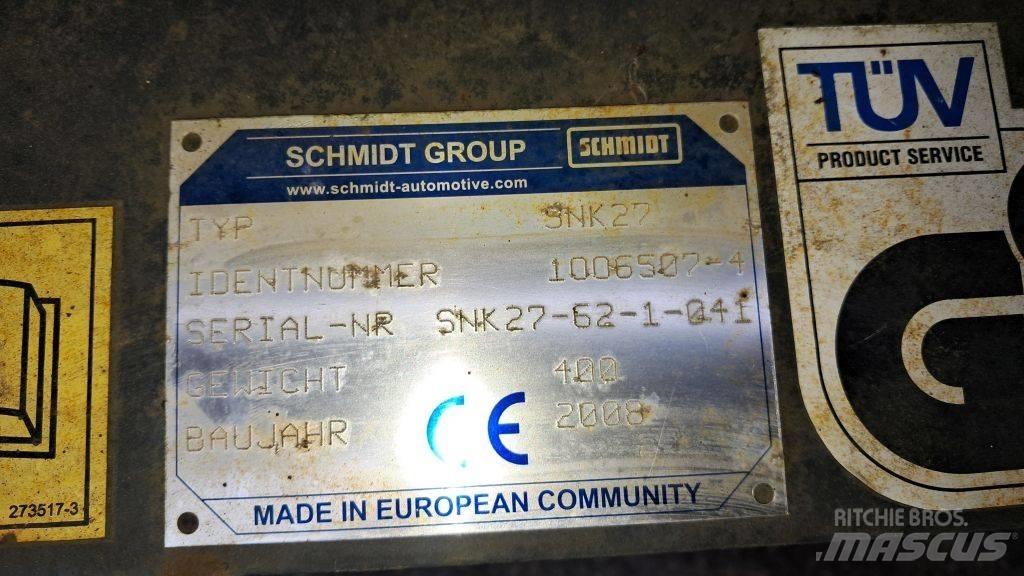 SCHMIDT GROUP SCHMIDT
www.schmidt-automotive.com
TYP SNK27
IDENTNUMMER 1006507-4
SERIAL-NR SNK27-62-1-041
GEWICHT 400
BAUJAHR 2008
CE
MADE IN EUROPEAN COMMUNITY
TÜV
PRODUCT SERVICE
273517-3
RITCHIE BROS.
MASCUS